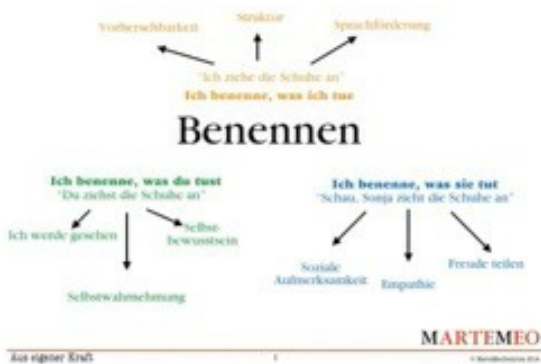 Vorhersehbarkeit
Struktur
Sprachförderung
"Ich ziehe die Schuhe an"
Ich benenne, was ich tue
Benennen
Ich benenne, was du tust
"Du ziehst die Schuhe an"
Ich werde gesehen
Selbst-
bewusstsein
Selbstwahrnehmung
Ich benenne, was sie tut
"Schau, Sonja zieht die Schuhe an"
Soziale
Aufmerksamkeit
Empathie
Freude teilen
MARTEMEO
Aus eigener Kraft